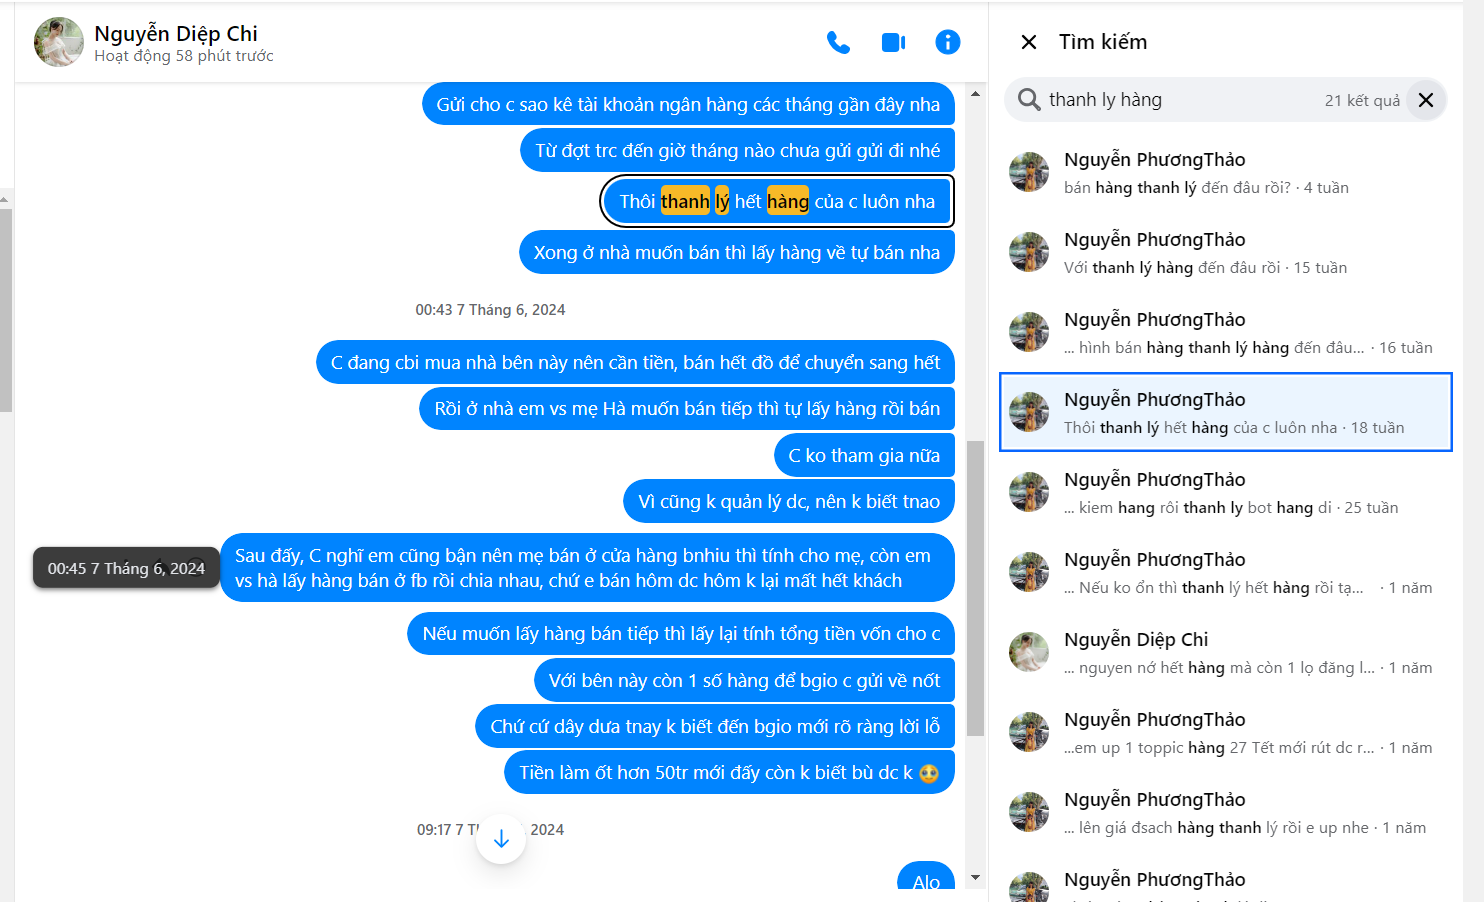 Nguyễn Diệp Chi
Hoạt động 58 phút trước
Gửi cho c sao kê tài khoản ngân hàng các tháng gần đây nha
Từ đợt trc đến giờ tháng nào chưa gửi gửi đi nhé
Thôi thanh lý hết hàng của c luôn nha
Xong ở nhà muốn bán thì lấy hàng về tự bán nha
00:43 7 Tháng 6, 2024
C đang cbi mua nhà bên này nên cần tiền, bán hết đồ để chuyển sang hết
Rồi ở nhà em vs mẹ Hà muốn bán tiếp thì tự lấy hàng rồi bán
C ko tham gia nữa
Vì cũng k quản lý dc, nên k biết tnao
00:45 7 Tháng 6, 2024
Sau đấy, C nghĩ em cũng bận nên mẹ bán ở cửa hàng bnhiu thì tính cho mẹ, còn em
vs hà lấy hàng bán ở fb rồi chia nhau, chứ e bán hôm dc hôm k lại mất hết khách
Nếu muốn lấy hàng bán tiếp thì lấy lại tính tổng tiền vốn cho c
Với bên này còn 1 số hàng để bgio c gửi về nốt
Chứ cứ dây dưa tnay k biết đến bgio mới rõ ràng lời lỗ
Tiền làm ốt hơn 50tr mới đấy còn k biết bù dc k 🥹
09:17 7 2024
Alo
Tìm kiếm
thanh ly hàng
21 kết quả
Nguyễn PhươngThảo
bán hàng thanh lý đến đâu rồi? · 4 tuần
Nguyễn PhươngThảo
Với thanh lý hàng đến đâu rồi · 15 tuần
Nguyễn PhươngThảo
... hình bán hàng thanh lý hàng đến đâu... · 16 tuần
Nguyễn PhươngThảo
Thôi thanh lý hết hàng của c luôn nha · 18 tuần
Nguyễn PhươngThảo
... kiem hang rôi thanh ly bot hang di · 25 tuần
Nguyễn PhươngThảo
... Nếu ko ổn thì thanh lý hết hàng rồi tạ... · 1 năm
Nguyễn Diệp Chi
... nguyen nớ hết hàng mà còn 1 lọ đăng l... · 1 năm
Nguyễn PhươngThảo
...em up 1 toppic hàng 27 Tết mới rút dc r... · 1 năm
Nguyễn PhươngThảo
... lên giá đsach hàng thanh lý rồi e up nhe · 1 năm
Nguyễn PhươngThảo